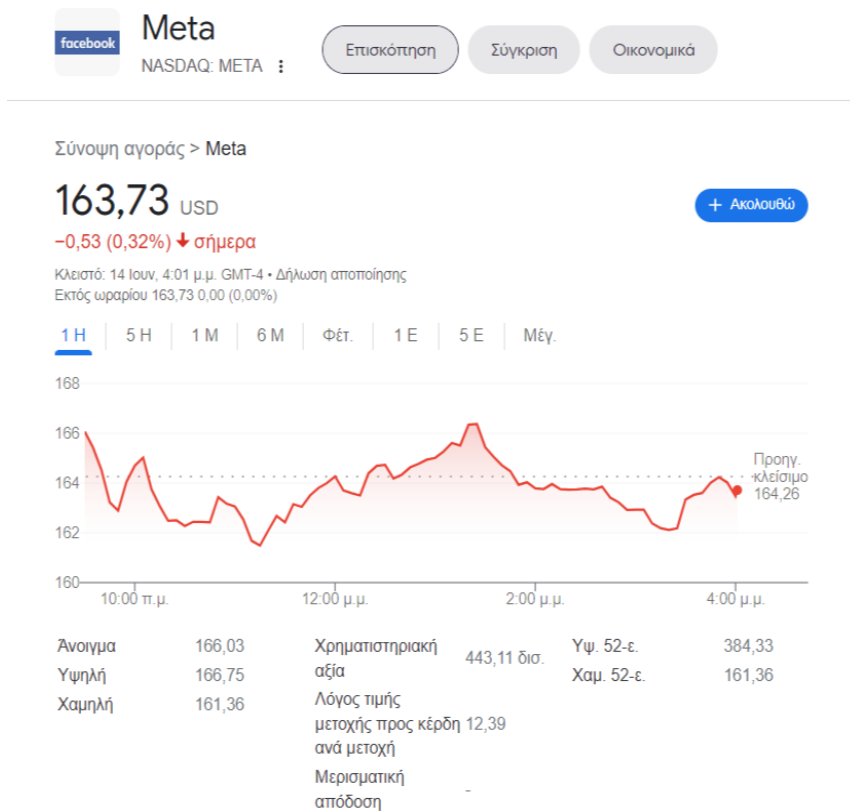 facebook
Meta
NASDAQ: META
Επισκόπηση
Σύγκριση
Οικονομικά
Σύνοψη αγοράς > Meta
163,73 USD
+ Ακολουθώ
−0,53 (0,32%) σήμερα
Κλειστό: 14 Ιουν, 4:01 μ.μ. GMT-4 • Δήλωση αποποίησης
Εκτός ωραρίου 163,73 0,00 (0,00%)
1 Η 5 Η 1 Μ 6 Μ Φέτ. 1 Ε 5 Ε Μέγ.
168
166
164
162
160
Προηγ.
κλείσιμο
164,26
10:00 π.μ. 12:00 μ.μ. 2:00 μ.μ. 4:00 μ.μ.
Άνοιγμα 166,03
Υψηλή 166,75
Χαμηλή 161,36
Χρηματιστηριακή
αξία 443,11 δισ.
Λόγος τιμής
μετοχής προς κέρδη 12,39
ανά μετοχή
Μερισματική
απόδοση -
Υψ. 52-ε. 384,33
Χαμ. 52-ε. 161,36